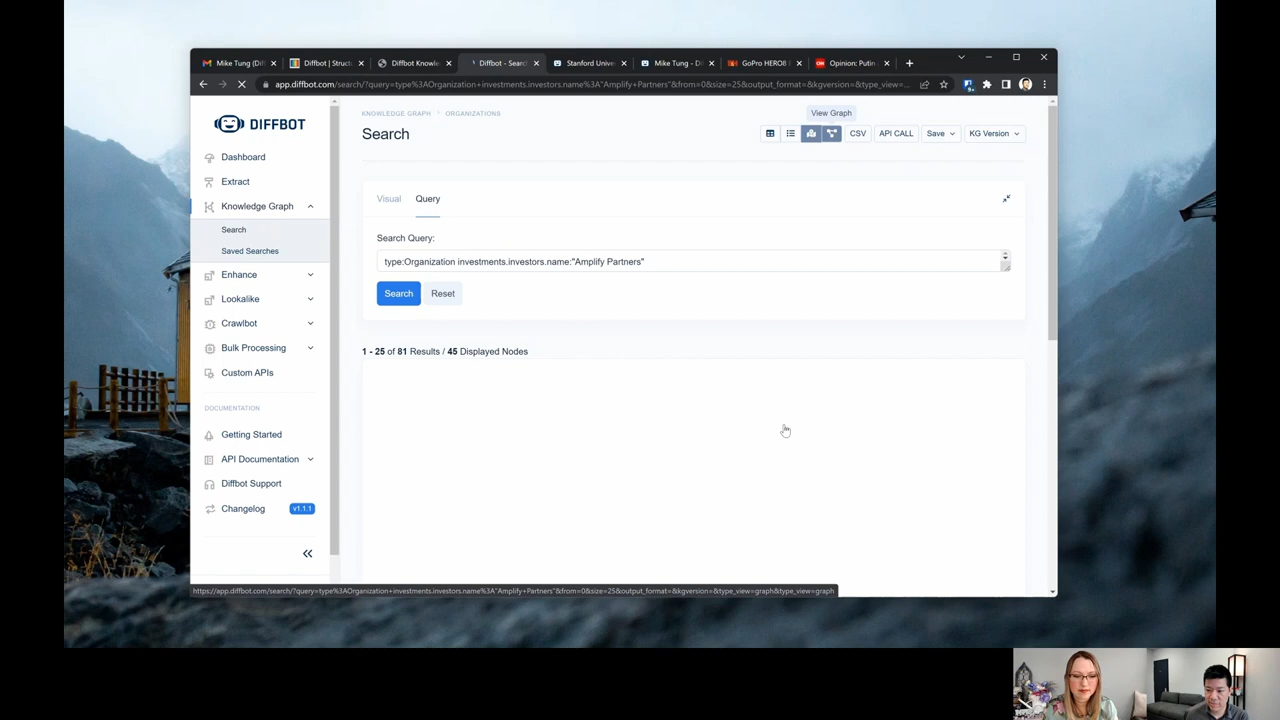 Mike Tung (Di
Diffbot | Struct
Diffbot Knowle
Diffbot - Searc
Stanford Unive
Mike Tung - Di
GoPro HERO8 B
Opinion: Putin
app.diffbot.com/search/?query=type%3AOrganization+investments.investors.name%3A"Amplify+Partners"&from=0&size=25&output_format=&kgversion=&type_view=...
DIFFBOT
Dashboard
Extract
Knowledge Graph
Search
Saved Searches
Enhance
Lookalike
Crawlbot
Bulk Processing
Custom APIs
DOCUMENTATION
Getting Started
API Documentation
Diffbot Support
Changelog v1.1.1
KNOWLEDGE GRAPH ORGANIZATIONS
View Graph
Search
CSV API CALL Save KG Version
Visual Query
Search Query:
type:Organization investments.investors.name:"Amplify Partners"
Search Reset
1 - 25 of 81 Results / 45 Displayed Nodes
https://app.diffbot.com/search/?query=type%3AOrganization+investments.investors.name%3A"Amplify+Partners"&from=0&size=25&output_format=&kgversion=&type_view=graph&type_view=graph